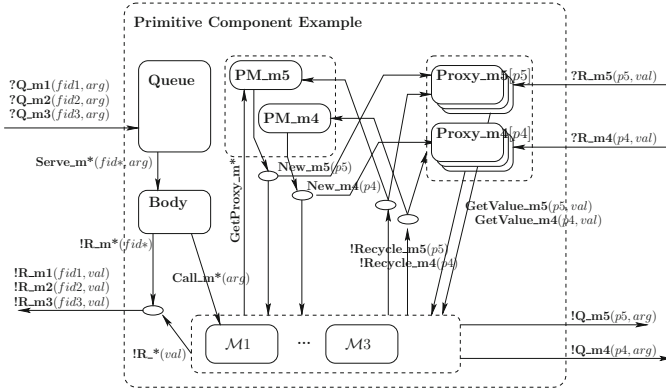 Primitive Component Example
?Q_m1(fid1, arg)
?Q_m2(fid2, arg)
?Q_m3(fid3, arg)
Queue
PM_m5
PM_m4
Proxy_m5[p5]
Proxy_m4[p4]
?R_m5(p5, val)
?R_m4(p4, val)
Serve_m*(fid*, arg)
GetProxy_m*
New_m5(p5)
New_m4(p4)
Body
GetValue_m5(p5, val)
GetValue_m4(p4, val)
!R_m*(fid*)
!Recycle_m5(p5)
!Recycle_m4(p4)
Call_m*(arg)
!R_m1(fid1, val)
!R_m2(fid2, val)
!R_m3(fid3, val)
!R_*(val)
ℳ1
...
ℳ3
!Q_m5(p5, arg)
!Q_m4(p4, arg)